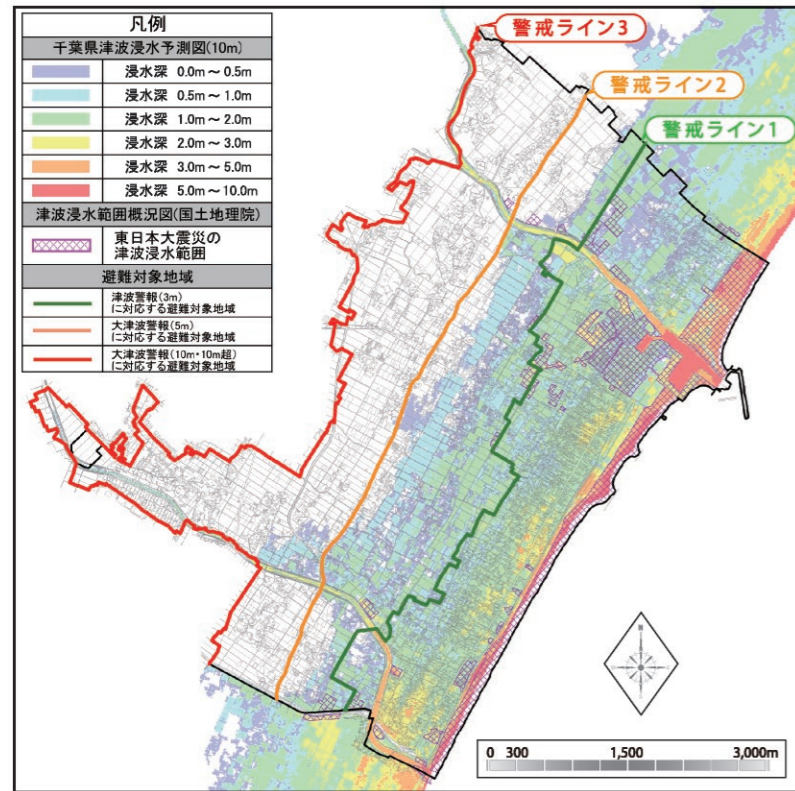 凡例
千葉県津波浸水予測図(10m)
浸水深 0.0m～0.5m
浸水深 0.5m～1.0m
浸水深 1.0m～2.0m
浸水深 2.0m～3.0m
浸水深 3.0m～5.0m
浸水深 5.0m～10.0m
津波浸水範囲概況図(国土地理院)
東日本大震災の
津波浸水範囲
避難対象地域
津波警報(3m)
に対応する避難対象地域
大津波警報(5m)
に対応する避難対象地域
大津波警報(10m・10m超)
に対応する避難対象地域
警戒ライン3
警戒ライン2
警戒ライン1
0 300 1,500 3,000m